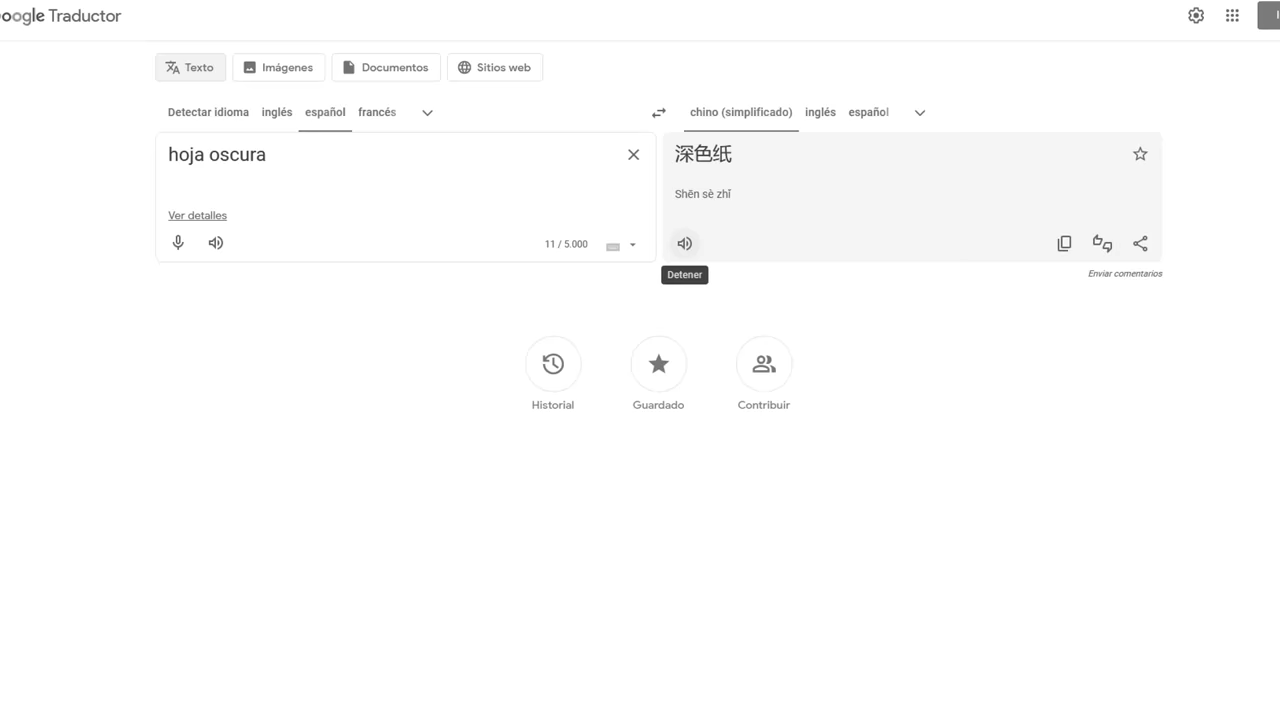 oogle Traductor
Texto
Imágenes
Documentos
Sitios web
Detectar idioma inglés español francés
chino (simplificado) inglés español
hoja oscura
深色纸
Shēn sè zhǐ
Ver detalles
11 / 5.000
Detener
Enviar comentarios
Historial
Guardado
Contribuir